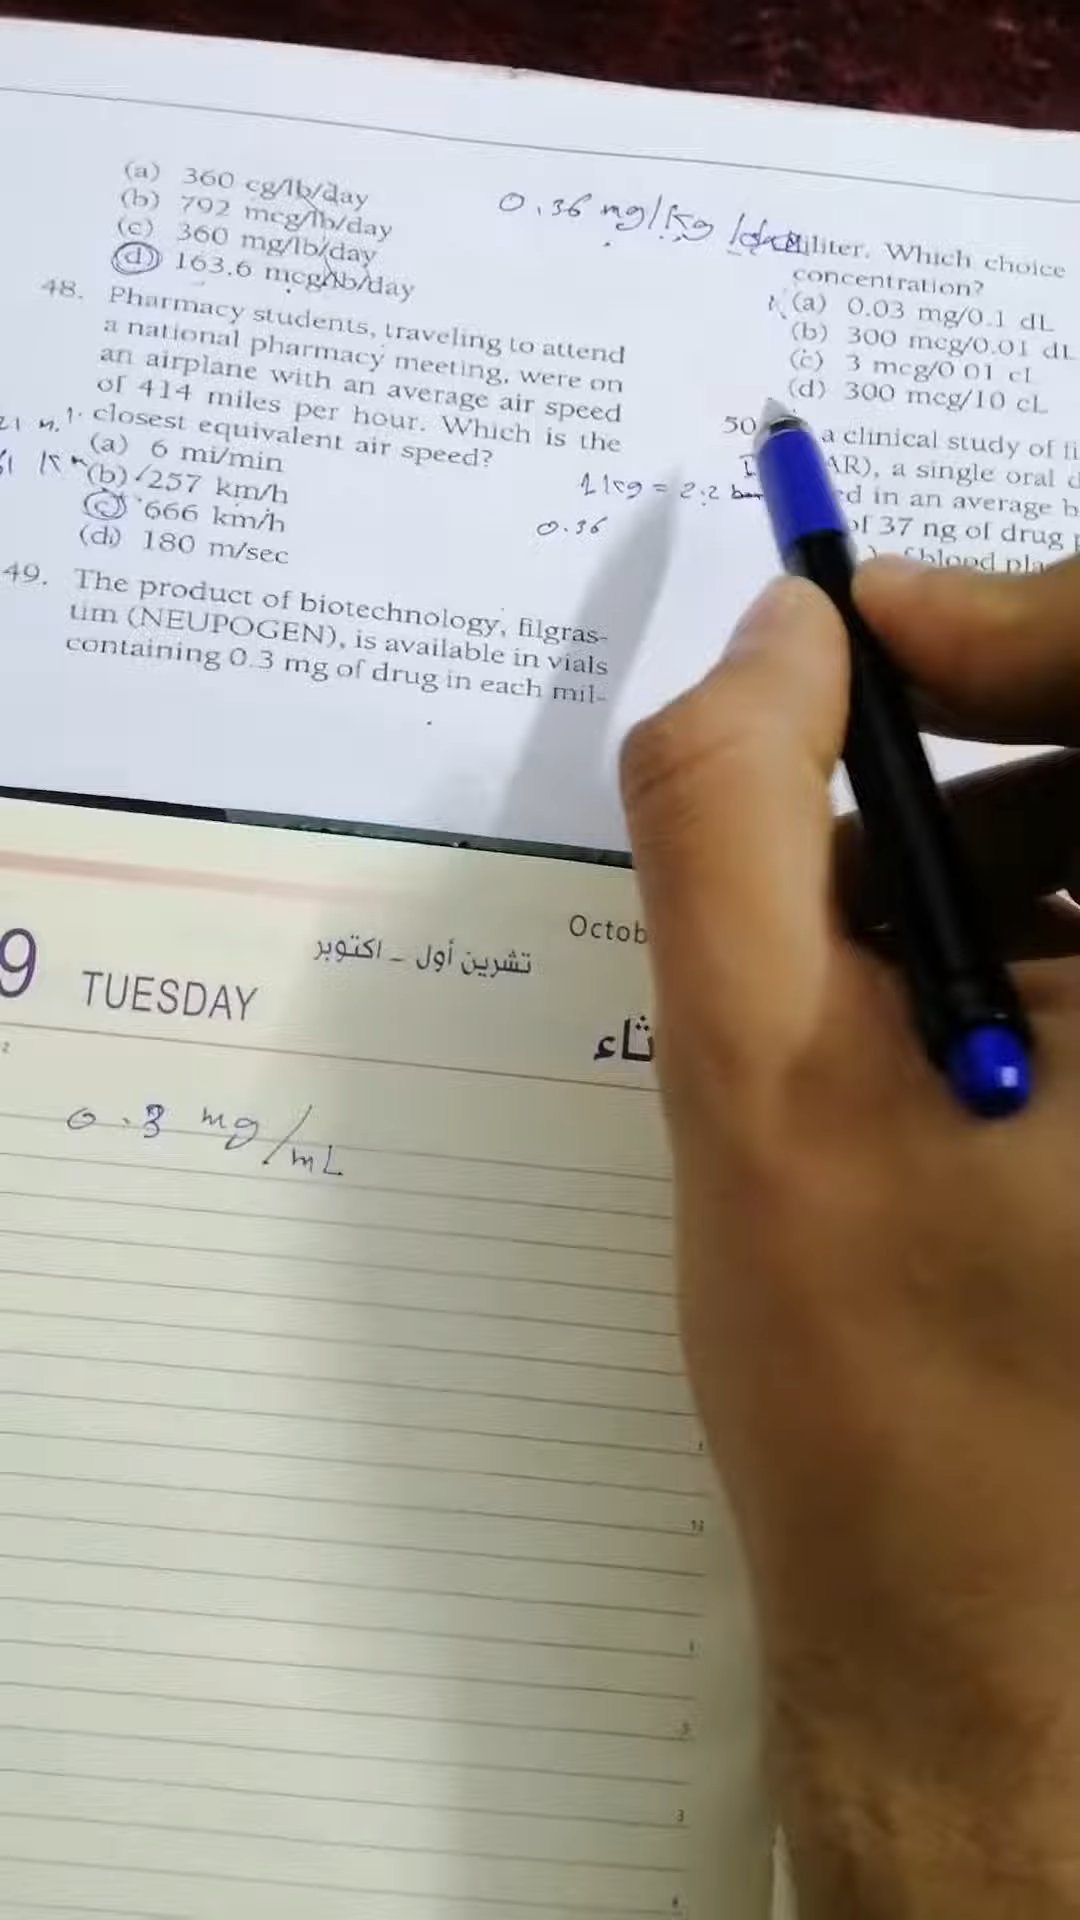 (a) 360 cg/lb/day
(b) 792 mcg/lb/day
(c) 360 mg/lb/day
(d) 163.6 mcg/lb/day
48. Pharmacy students, traveling to attend
a national pharmacy meeting, were on
an airplane with an average air speed
of 414 miles per hour. Which is the
closest equivalent air speed?
(a) 6 mi/min
(b) 257 km/h
(c) 666 km/h
(d) 180 m/sec
49. The product of biotechnology, filgras-
tim (NEUPOGEN), is available in vials
containing 0.3 mg of drug in each mil-
0.36 mg/kg
liliter. Which choice
concentration?
(a) 0.03 mg/0.1 dL
(b) 300 mcg/0.01 dL
(c) 3 mcg/0.01 cL
(d) 300 mcg/10 cL
50
a clinical study of
AR), a single oral
in an average
of 37 ng of drug
blood
1 kg = 2.2
0.36
9 TUESDAY
تشرين أول - اكتوبر
Octob
ثاء
0.3 mg/mL